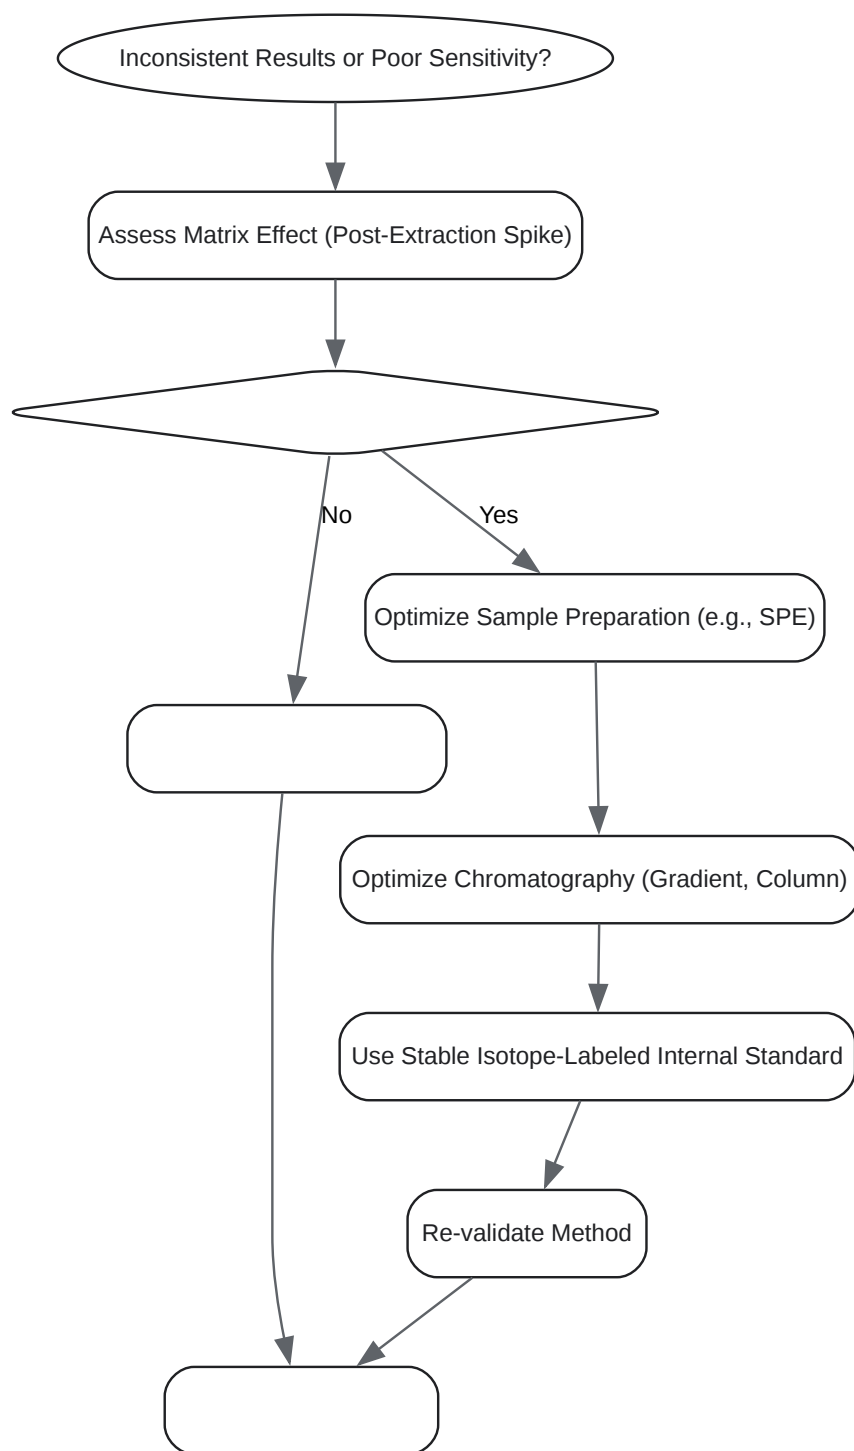 Inconsistent Results or Poor Sensitivity?
Assess Matrix Effect (Post-Extraction Spike)
No
Yes
Optimize Sample Preparation (e.g., SPE)
Optimize Chromatography (Gradient, Column)
Use Stable Isotope-Labeled Internal Standard
Re-validate Method